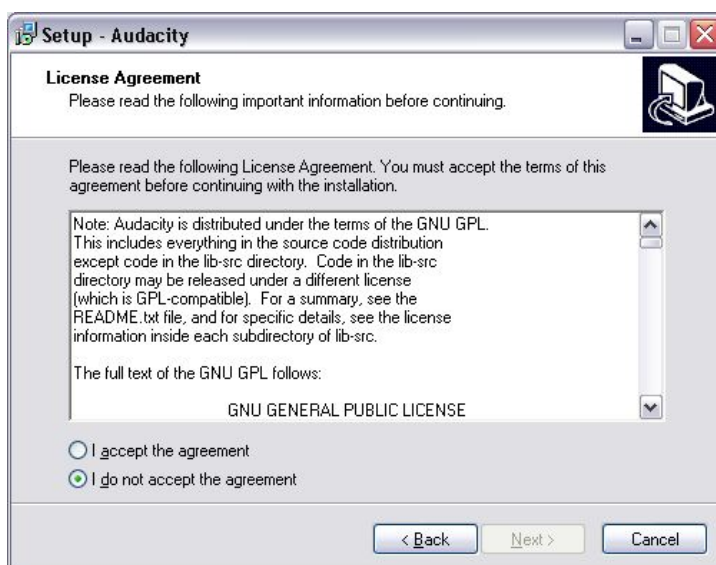 Setup - Audacity
License Agreement
Please read the following important information before continuing.
Please read the following License Agreement. You must accept the terms of this
agreement before continuing with the installation.
Note: Audacity is distributed under the terms of the GNU GPL.
This includes everything in the source code distribution
except code in the lib-src directory. Code in the lib-src
directory may be released under a different license
(which is GPL-compatible). For a summary, see the
README.txt file, and for specific details, see the license
information inside each subdirectory of lib-src.
The full text of the GNU GPL follows:
GNU GENERAL PUBLIC LICENSE
I accept the agreement
I do not accept the agreement
< Back Next > Cancel